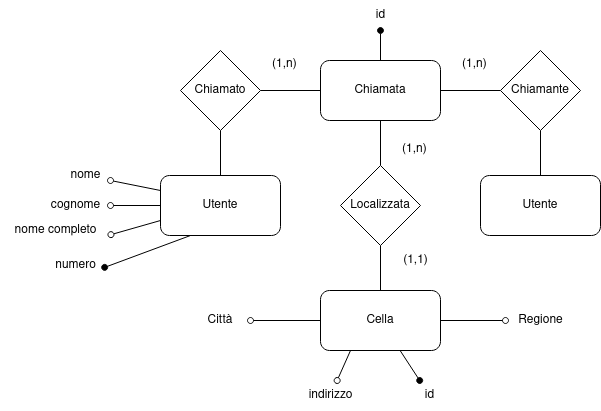 id
(1,n)
(1,n)
Chiamato
Chiamata
Chiamante
(1,n)
nome
cognome
nome completo
numero
Utente
Localizzata
Utente
(1,1)
Città
Cella
Regione
indirizzo
id